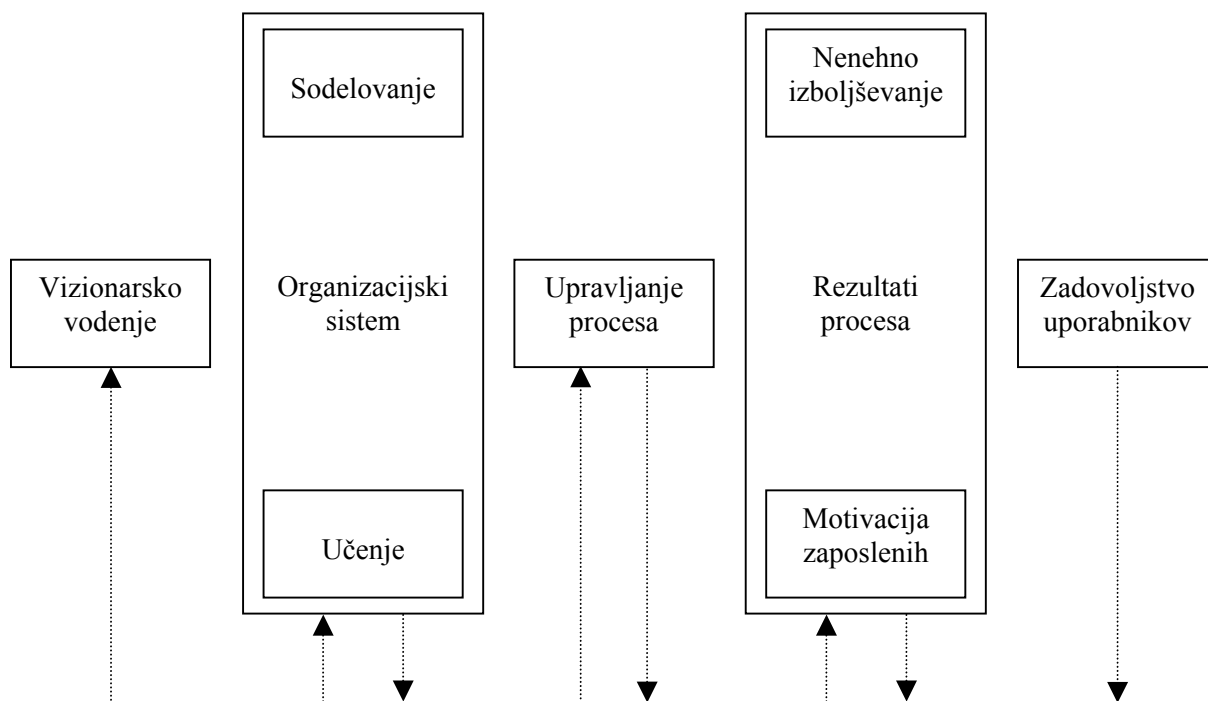 Sodelovanje
Nenehno
izboljševanje
Vizionarsko
vodenje
Organizacijski
sistem
Upravljanje
procesa
Rezultati
procesa
Zadovoljstvo
uporabnikov
Učenje
Motivacija
zaposlenih